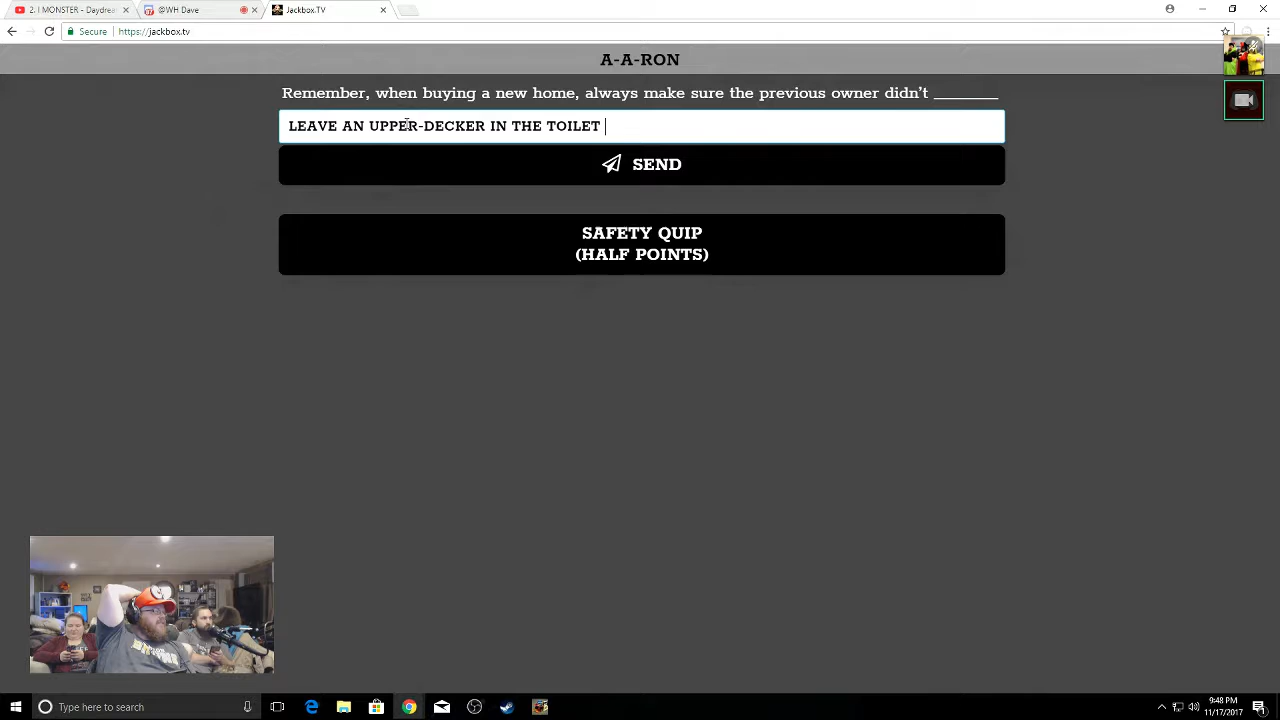 2. I MONSTER - Daydrea
@WH Dave
Jackbox.TV
Secure
https://jackbox.tv
A-A-RON
Remember, when buying a new home, always make sure the previous owner didn't ________
LEAVE AN UPPER-DECKER IN THE TOILET
SEND
SAFETY QUIP
(HALF POINTS)
Type here to search
9:48 PM
11/17/2017